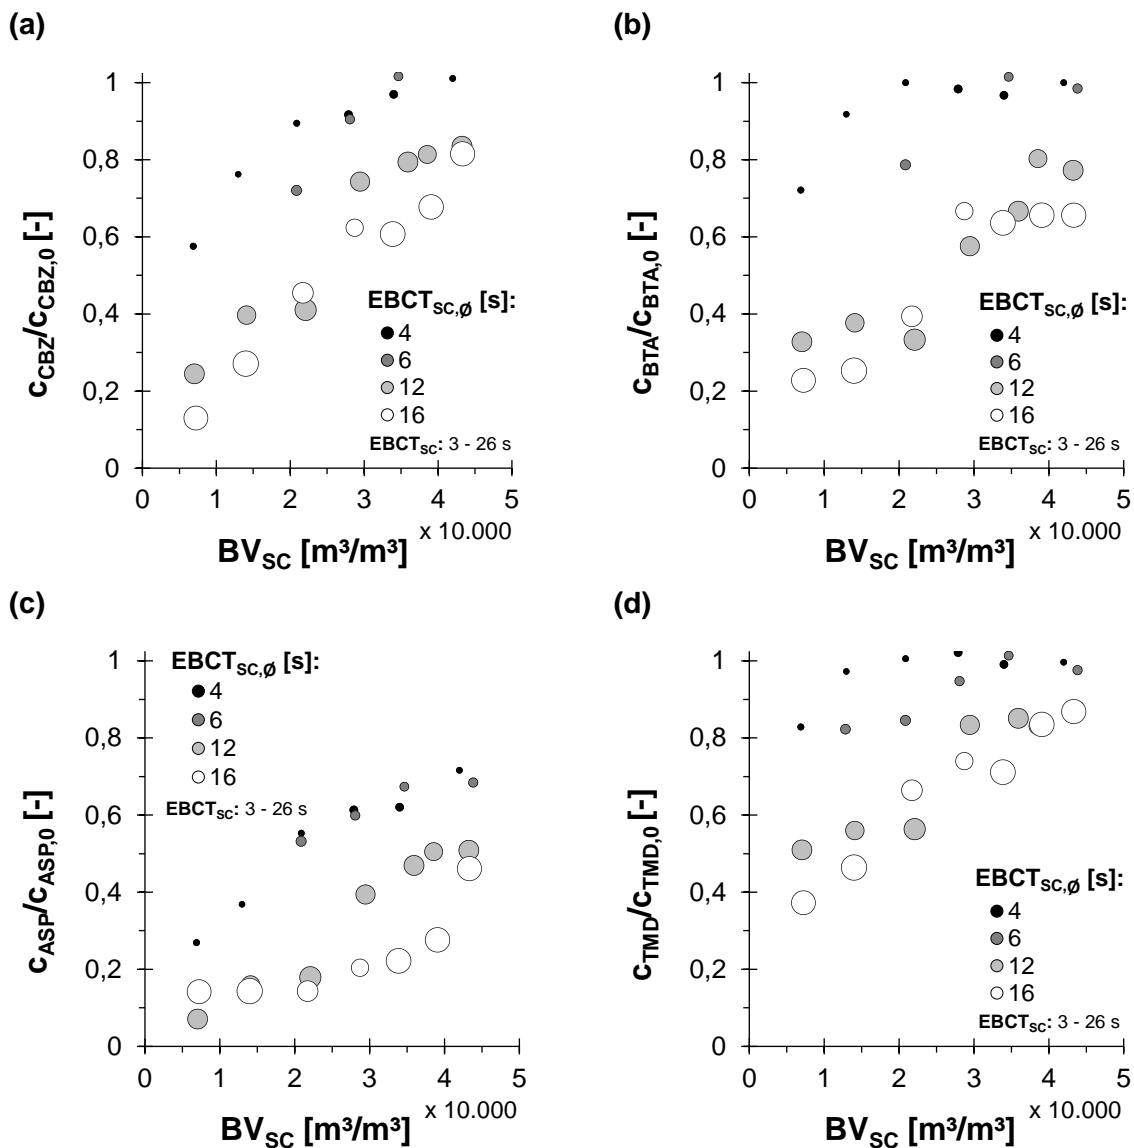 (a)
1
0,8
0,6
0,4
0,2
0
c_CBZ/c_CBZ,0 [-]
EBCT_SC,Ø [s]:
4
6
12
16
EBCT_SC: 3 - 26 s
0 1 2 3 4 5
x 10.000
BV_SC [m³/m³]
(b)
1
0,8
0,6
0,4
0,2
0
c_BTA/c_BTA,0 [-]
EBCT_SC,Ø [s]:
4
6
12
16
EBCT_SC: 3 - 26 s
0 1 2 3 4 5
x 10.000
BV_SC [m³/m³]
(c)
1
0,8
0,6
0,4
0,2
0
c_ASP/c_ASP,0 [-]
EBCT_SC,Ø [s]:
4
6
12
16
EBCT_SC: 3 - 26 s
0 1 2 3 4 5
x 10.000
BV_SC [m³/m³]
(d)
1
0,8
0,6
0,4
0,2
0
c_TMD/c_TMD,0 [-]
EBCT_SC,Ø [s]:
4
6
12
16
EBCT_SC: 3 - 26 s
0 1 2 3 4 5
x 10.000
BV_SC [m³/m³]